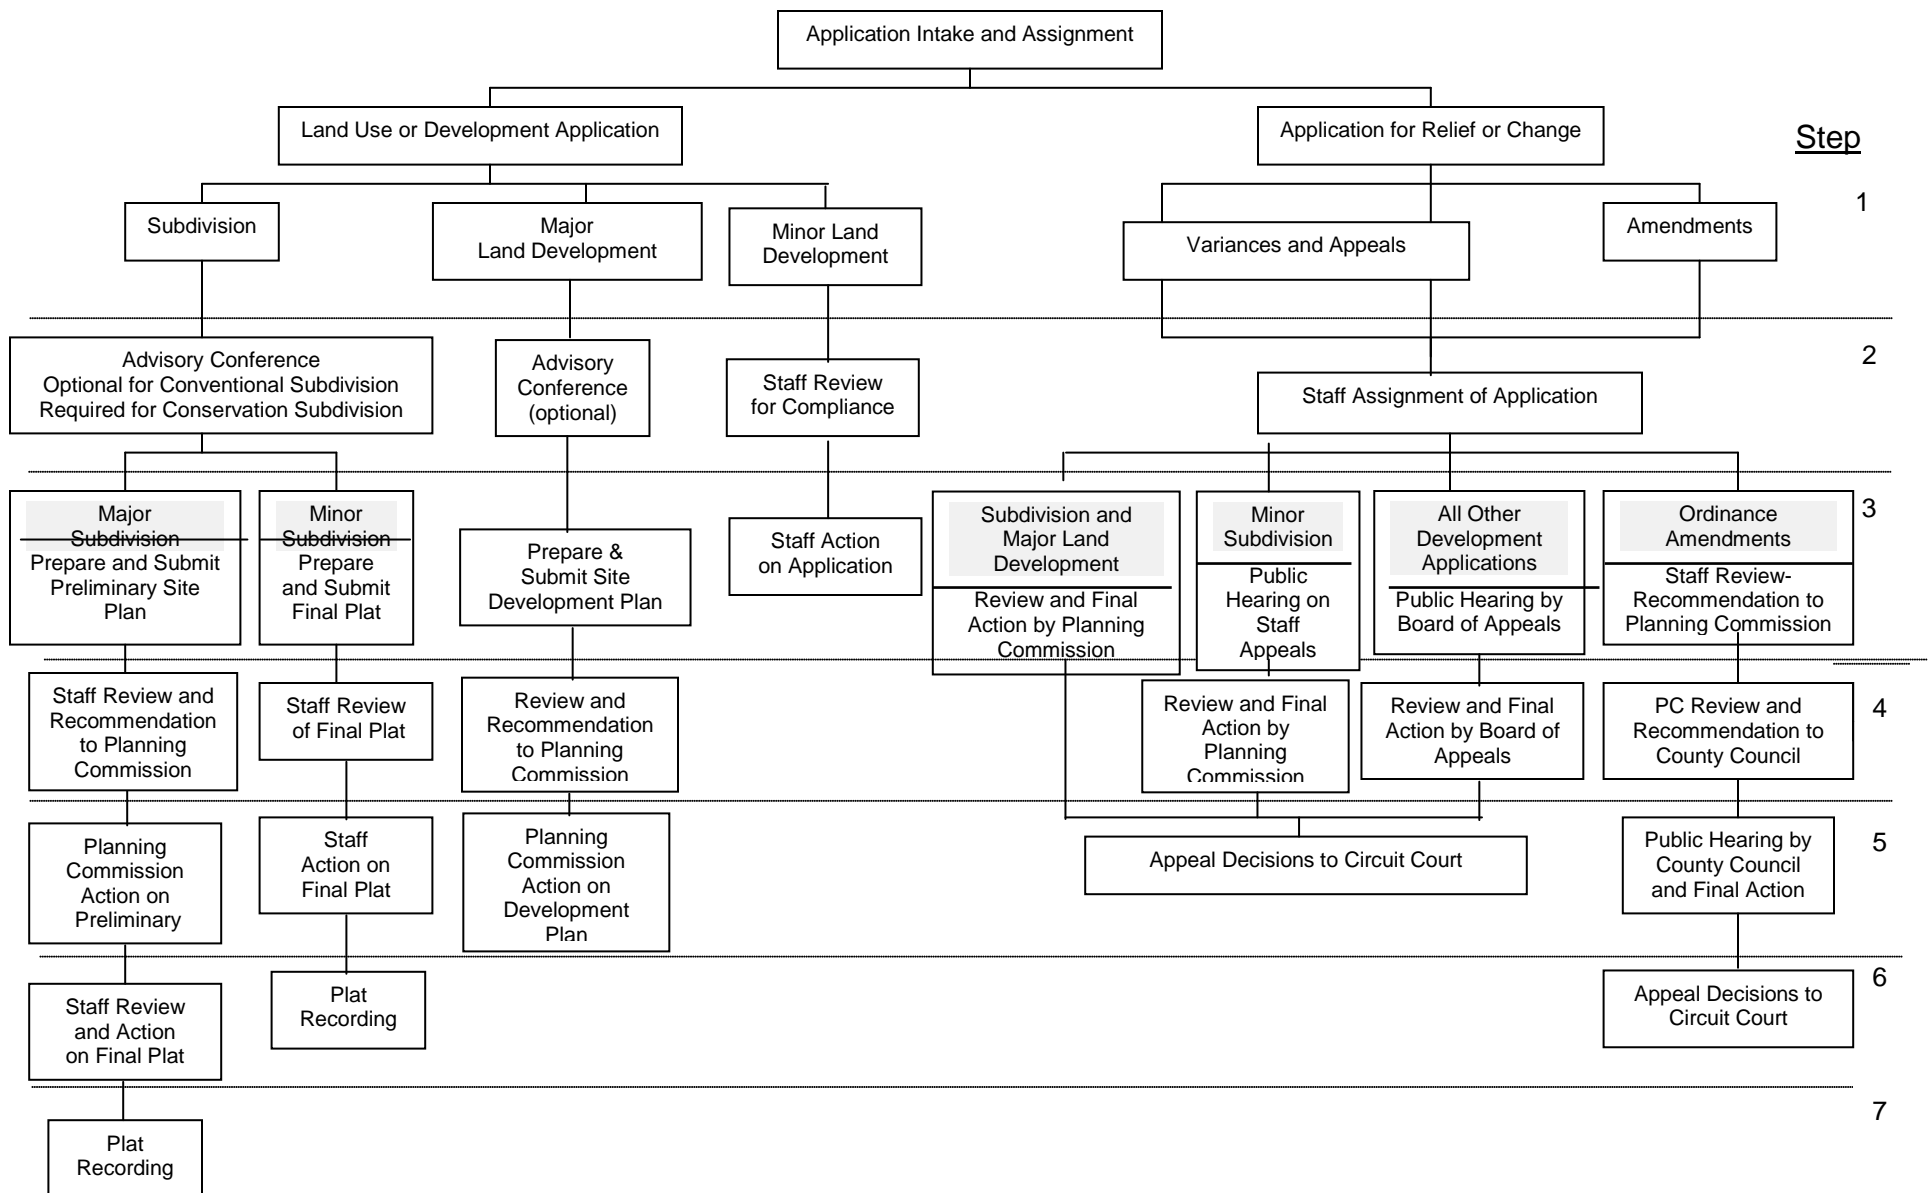 Application Intake and Assignment
Land Use or Development Application
Application for Relief or Change
Step
1
Subdivision
Major
Land Development
Minor Land
Development
Variances and Appeals
Amendments
2
Advisory Conference
Optional for Conventional Subdivision
Required for Conservation Subdivision
Advisory
Conference
(optional)
Staff Review
for Compliance
Staff Assignment of Application
3
Major
Subdivision
Prepare and Submit
Preliminary Site
Plan
Minor
Subdivision
Prepare
and Submit
Final Plat
Prepare &
Submit Site
Development Plan
Staff Action
on Application
Subdivision and
Major Land
Development
Review and Final
Action by Planning
Commission
Minor
Subdivision
Public
Hearing on
Staff
Appeals
All Other
Development
Applications
Public Hearing by
Board of Appeals
Ordinance
Amendments
Staff Review-
Recommendation to
Planning Commission
4
Staff Review and
Recommendation
to Planning
Commission
Staff Review
of Final Plat
Review and
Recommendation
to Planning
Commission
Review and Final
Action by
Planning
Commission
Review and Final
Action by Board of
Appeals
PC Review and
Recommendation to
County Council
5
Planning
Commission
Action on
Preliminary
Staff
Action on
Final Plat
Planning
Commission
Action on
Development
Plan
Appeal Decisions to Circuit Court
Public Hearing by
County Council
and Final Action
6
Staff Review
and Action
on Final Plat
Plat
Recording
Appeal Decisions to
Circuit Court
7
Plat
Recording